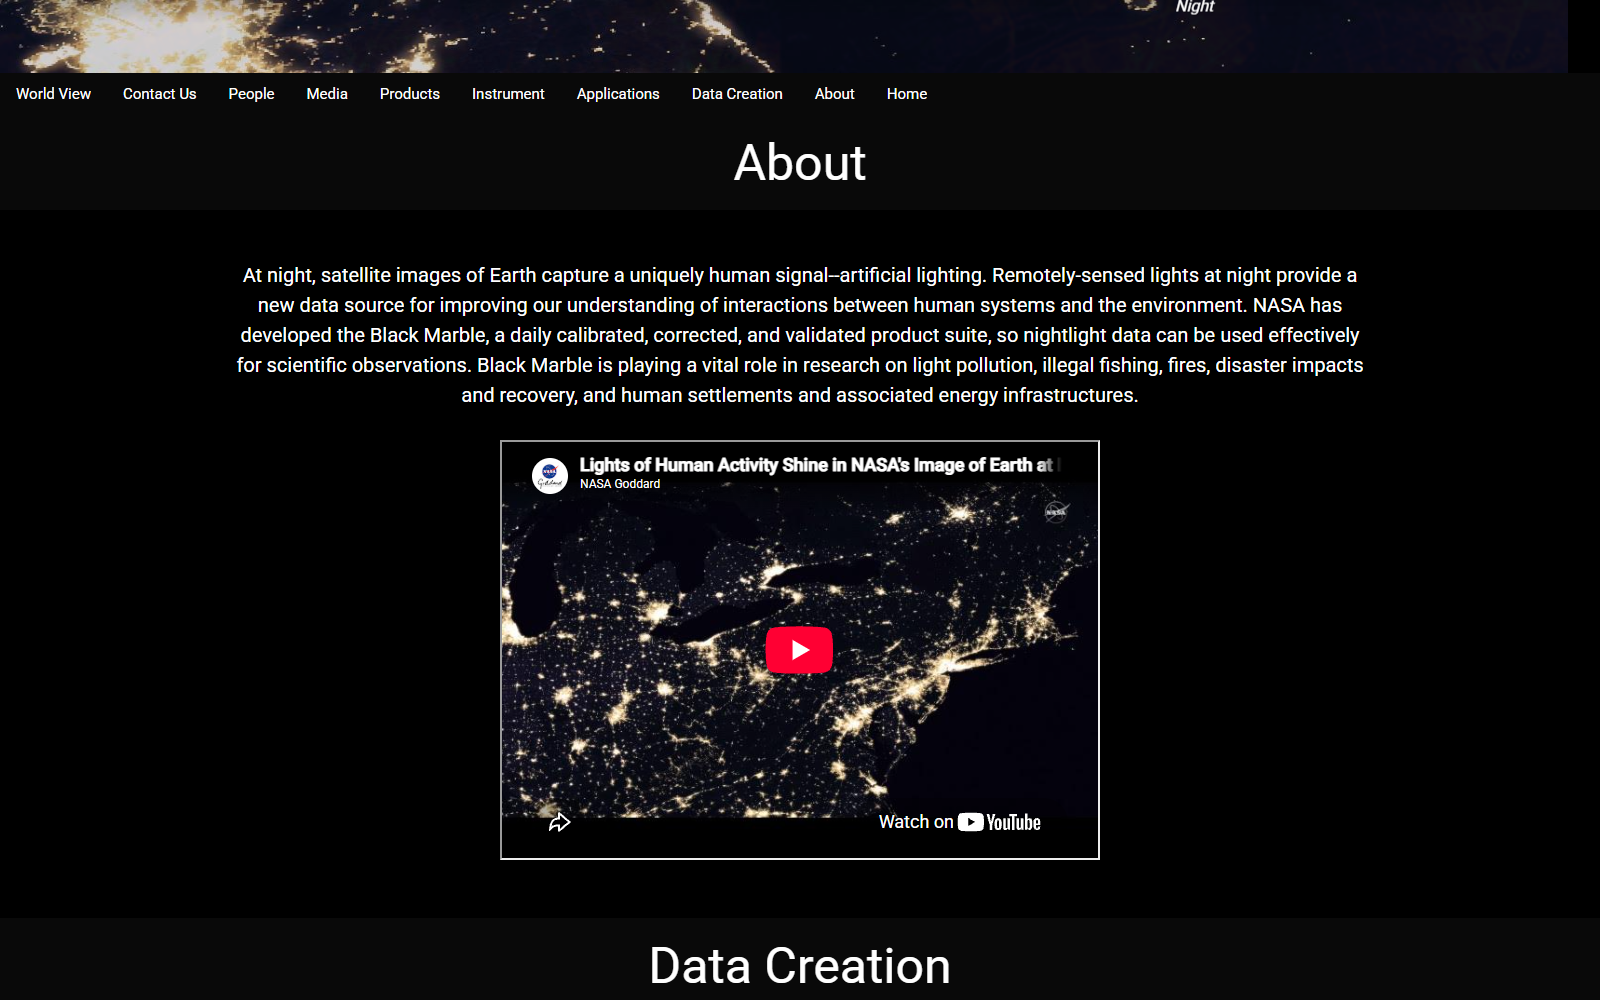 Night
World View Contact Us People Media Products Instrument Applications Data Creation About Home
About
At night, satellite images of Earth capture a uniquely human signal--artificial lighting. Remotely-sensed lights at night provide a
new data source for improving our understanding of interactions between human systems and the environment. NASA has
developed the Black Marble, a daily calibrated, corrected, and validated product suite, so nightlight data can be used effectively
for scientific observations. Black Marble is playing a vital role in research on light pollution, illegal fishing, fires, disaster impacts
and recovery, and human settlements and associated energy infrastructures.
Lights of Human Activity Shine in NASA's Image of Earth at
NASA Goddard
NASA
Watch on YouTube
Data Creation